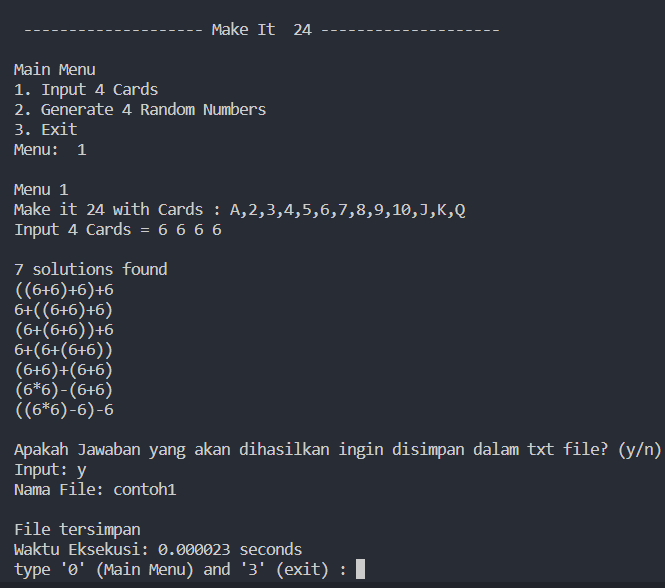 -------------------- Make It  24 --------------------
Main Menu
1. Input 4 Cards
2. Generate 4 Random Numbers
3. Exit
Menu:  1
Menu 1
Make it 24 with Cards : A,2,3,4,5,6,7,8,9,10,J,K,Q
Input 4 Cards = 6 6 6 6
7 solutions found
((6+6)+6)+6
6+((6+6)+6)
(6+(6+6))+6
6+(6+(6+6))
(6+6)+(6+6)
(6*6)-(6+6)
((6*6)-6)-6
Apakah Jawaban yang akan dihasilkan ingin disimpan dalam txt file? (y/n)
Input: y
Nama File: contoh1
File tersimpan
Waktu Eksekusi: 0.000023 seconds
type '0' (Main Menu) and '3' (exit) :